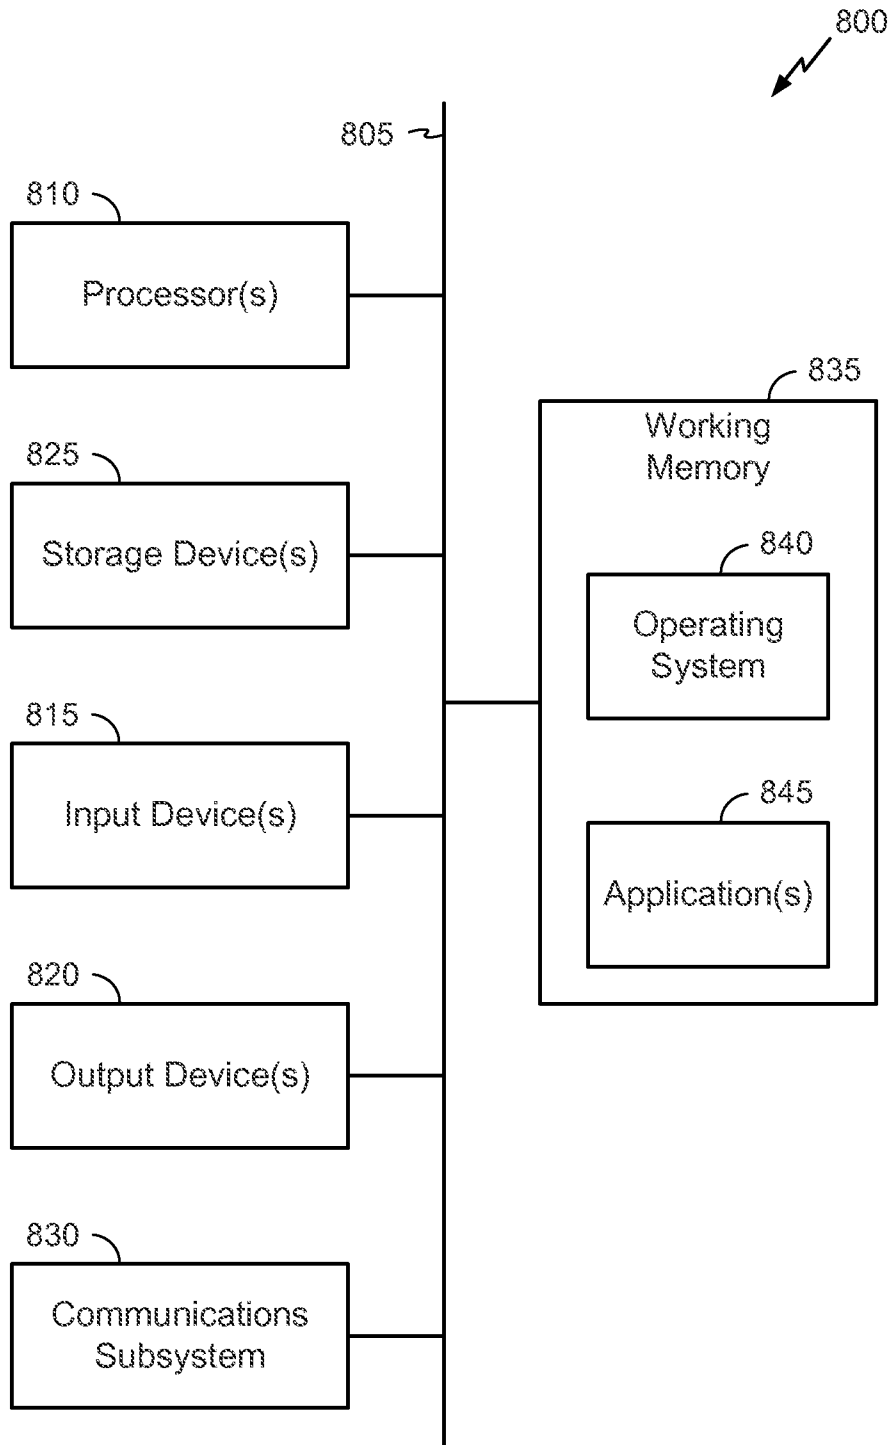 800
805
810
Processor(s)
825
Storage Device(s)
815
Input Device(s)
820
Output Device(s)
830
Communications
Subsystem
835
Working
Memory
840
Operating
System
845
Application(s)